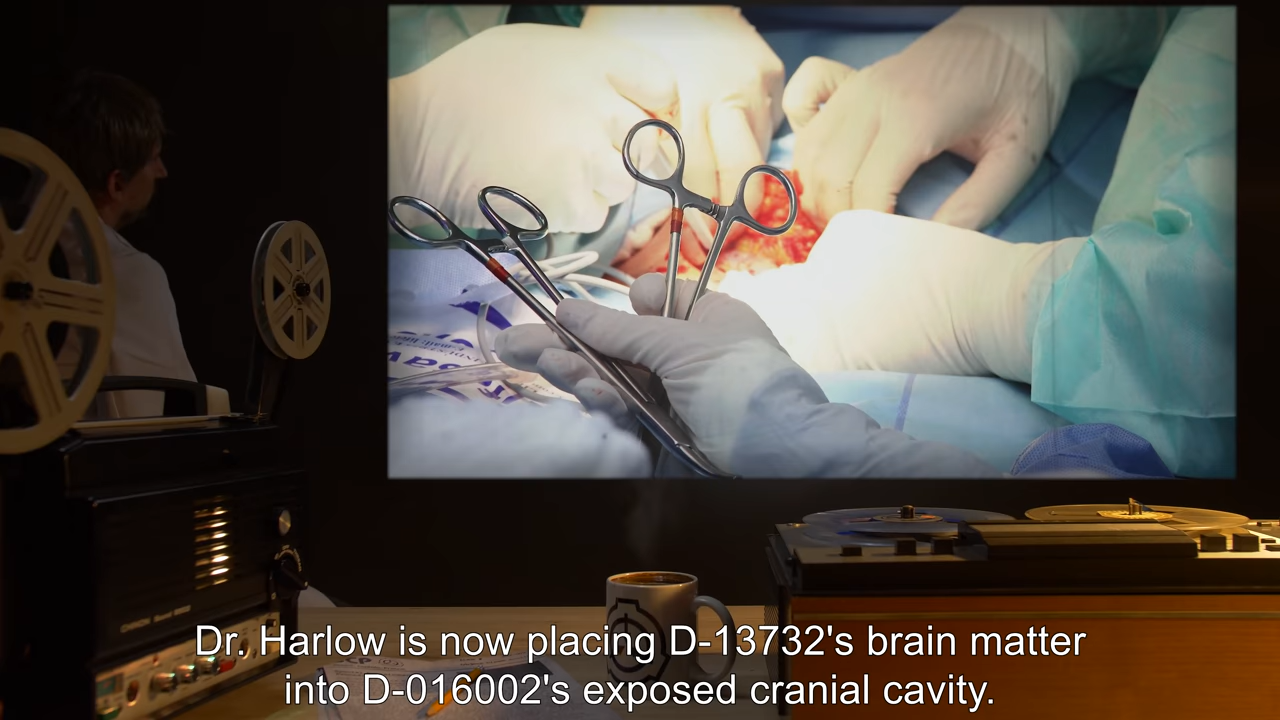 Dr. Harlow is now placing D-13732's brain matter
into D-016002's exposed cranial cavity.